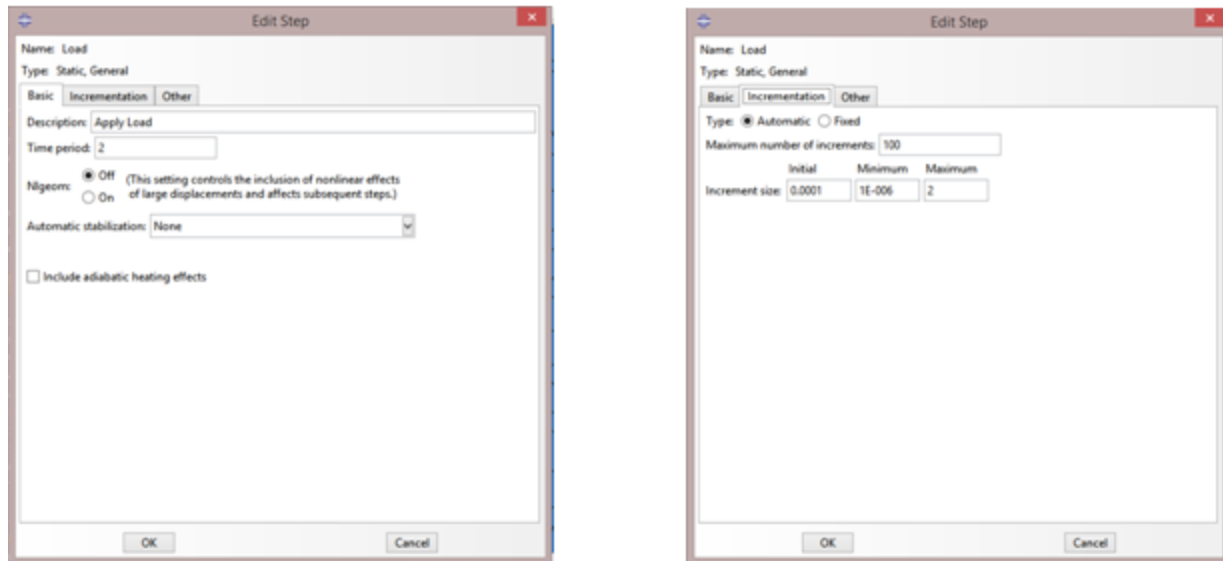 Edit Step
Name: Load
Type: Static, General
Basic Incrementation Other
Description: Apply Load
Time period: 2
Nlgeom: Off (This setting controls the inclusion of nonlinear effects
On of large displacements and affects subsequent steps.)
Automatic stabilization: None
Include adiabatic heating effects
OK Cancel
Edit Step
Name: Load
Type: Static, General
Basic Incrementation Other
Type: Automatic Fixed
Maximum number of increments: 100
Initial Minimum Maximum
Increment size: 0.0001 1E-006 2
OK Cancel